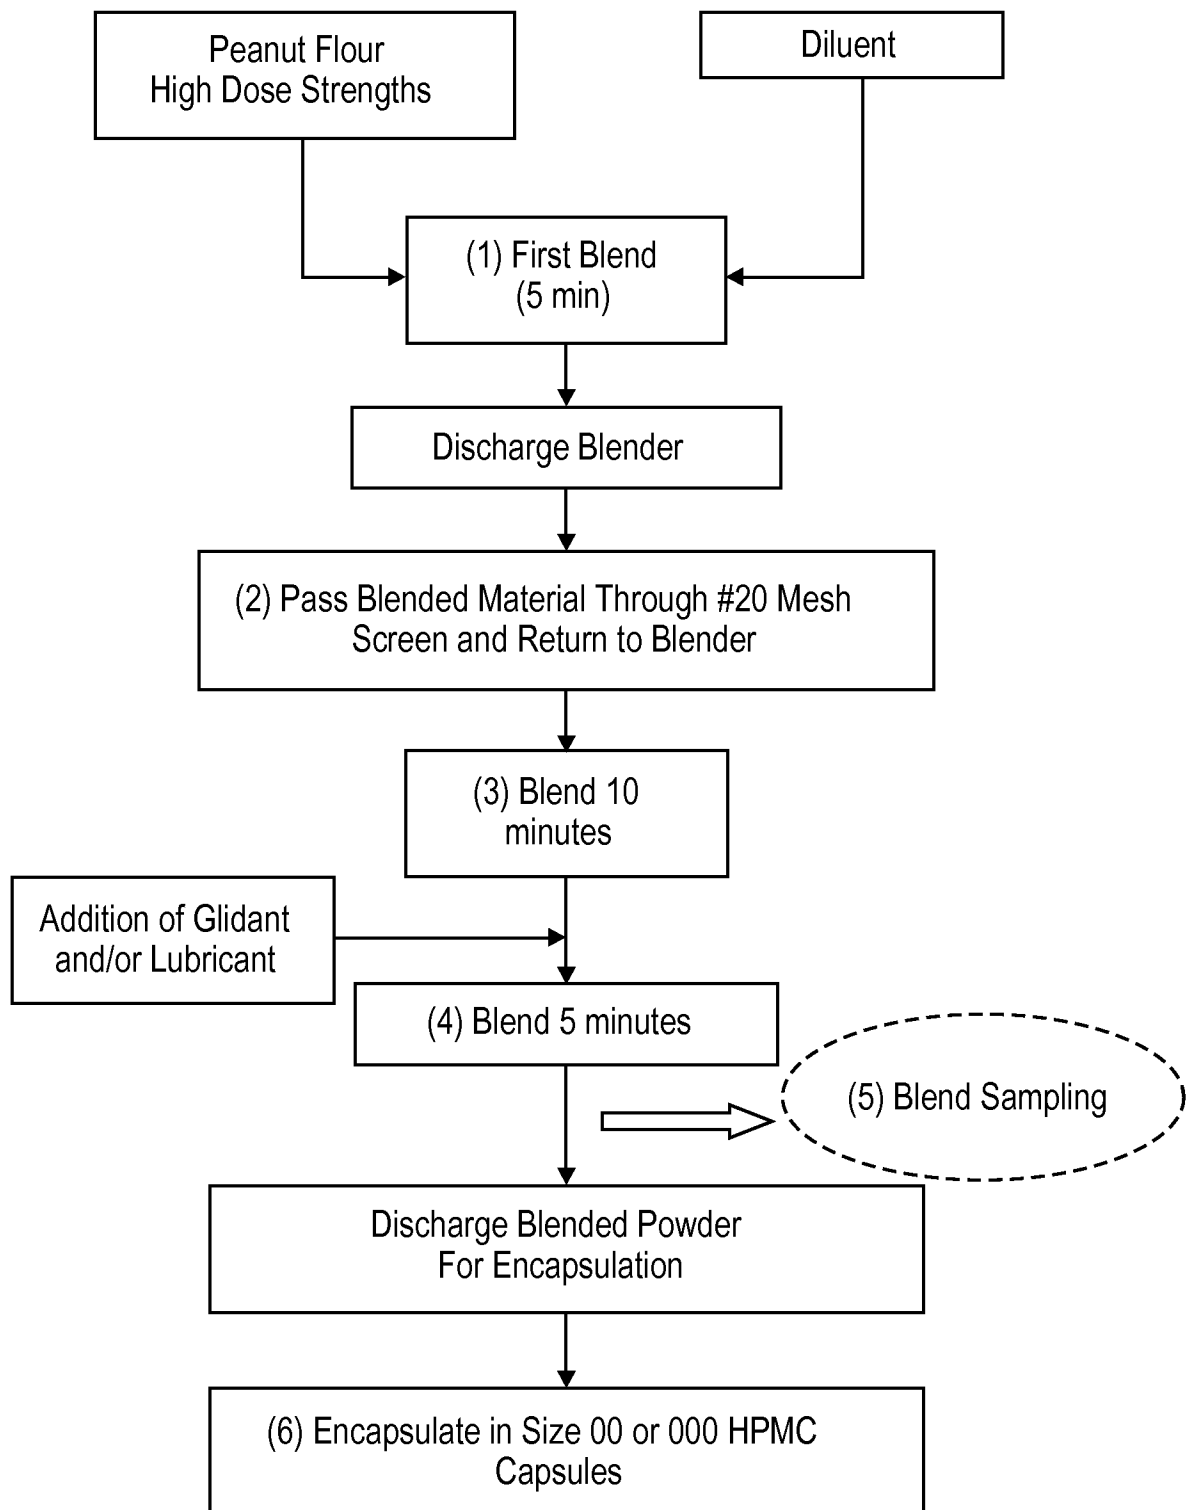 Peanut Flour
High Dose Strengths
Diluent
(1) First Blend
(5 min)
Discharge Blender
(2) Pass Blended Material Through #20 Mesh
Screen and Return to Blender
(3) Blend 10
minutes
Addition of Glidant
and/or Lubricant
(4) Blend 5 minutes
(5) Blend Sampling
Discharge Blended Powder
For Encapsulation
(6) Encapsulate in Size 00 or 000 HPMC
Capsules